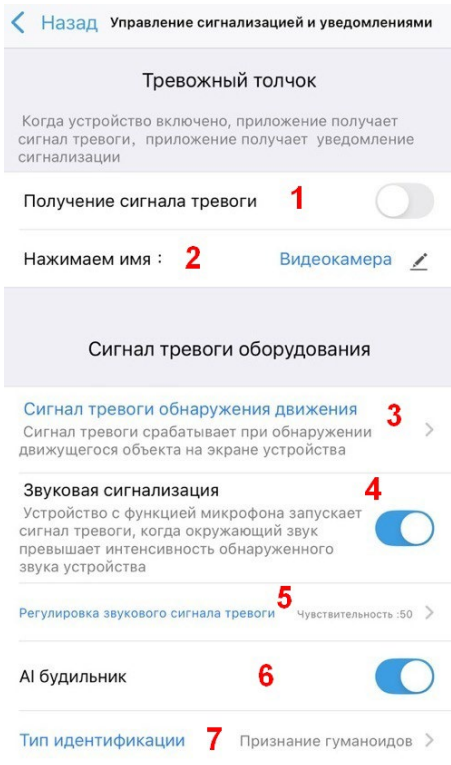 Назад Управление сигнализацией и уведомлениями
Тревожный толчок
Когда устройство включено, приложение получает
сигнал тревоги, приложение получает уведомление
сигнализации
Получение сигнала тревоги 1
Нажимаем имя : 2 Видеокамера
Сигнал тревоги оборудования
Сигнал тревоги обнаружения движения 3
Сигнал тревоги срабатывает при обнаружении
движущегося объекта на экране устройства
Звуковая сигнализация 4
Устройство с функцией микрофона запускает
сигнал тревоги, когда окружающий звук
превышает интенсивность обнаруженного
звука устройства
Регулировка звукового сигнала тревоги 5 Чувствительность :50
AI будильник 6
Тип идентификации 7 Признание гуманоидов